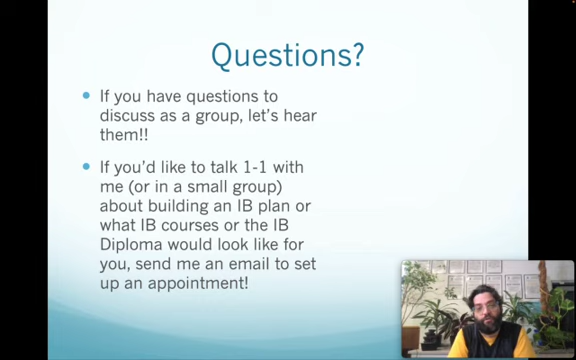 Questions?
If you have questions to
discuss as a group, let's hear
them!!
If you'd like to talk 1-1 with
me (or in a small group)
about building an IB plan or
what IB courses or the IB
Diploma would look like for
you, send me an email to set
up an appointment!